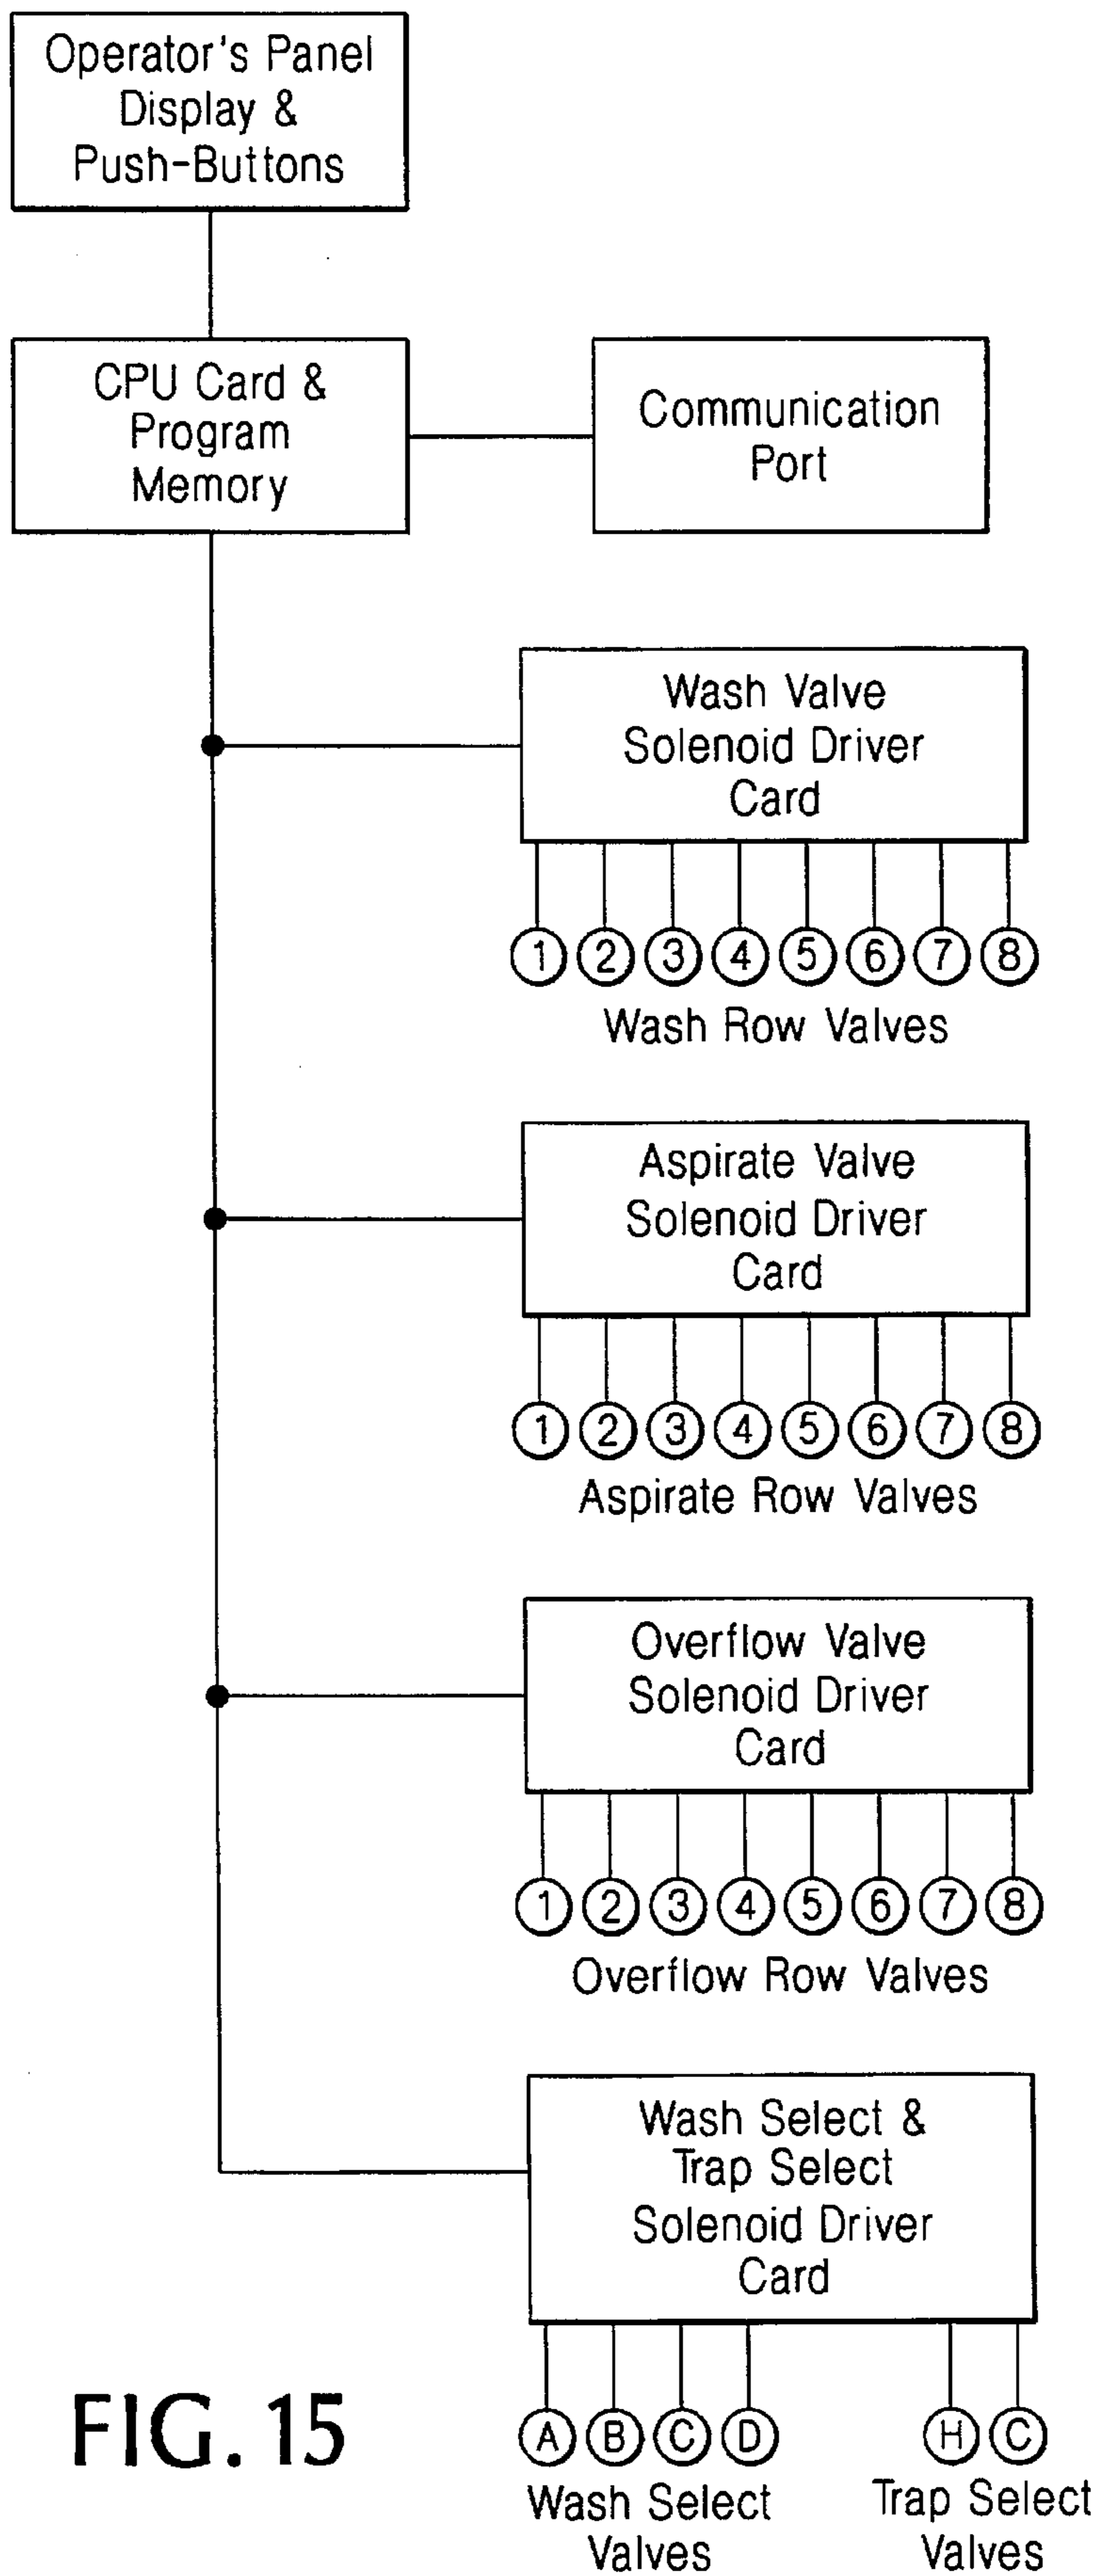 Operator's Panel
Display &
Push-Buttons
CPU Card &
Program
Memory
Communication
Port
Wash Valve
Solenoid Driver
Card
1 2 3 4 5 6 7 8
Wash Row Valves
Aspirate Valve
Solenoid Driver
Card
1 2 3 4 5 6 7 8
Aspirate Row Valves
Overflow Valve
Solenoid Driver
Card
1 2 3 4 5 6 7 8
Overflow Row Valves
Wash Select &
Trap Select
Solenoid Driver
Card
A B C D
Wash Select
Valves
H C
Trap Select
Valves
FIG. 15